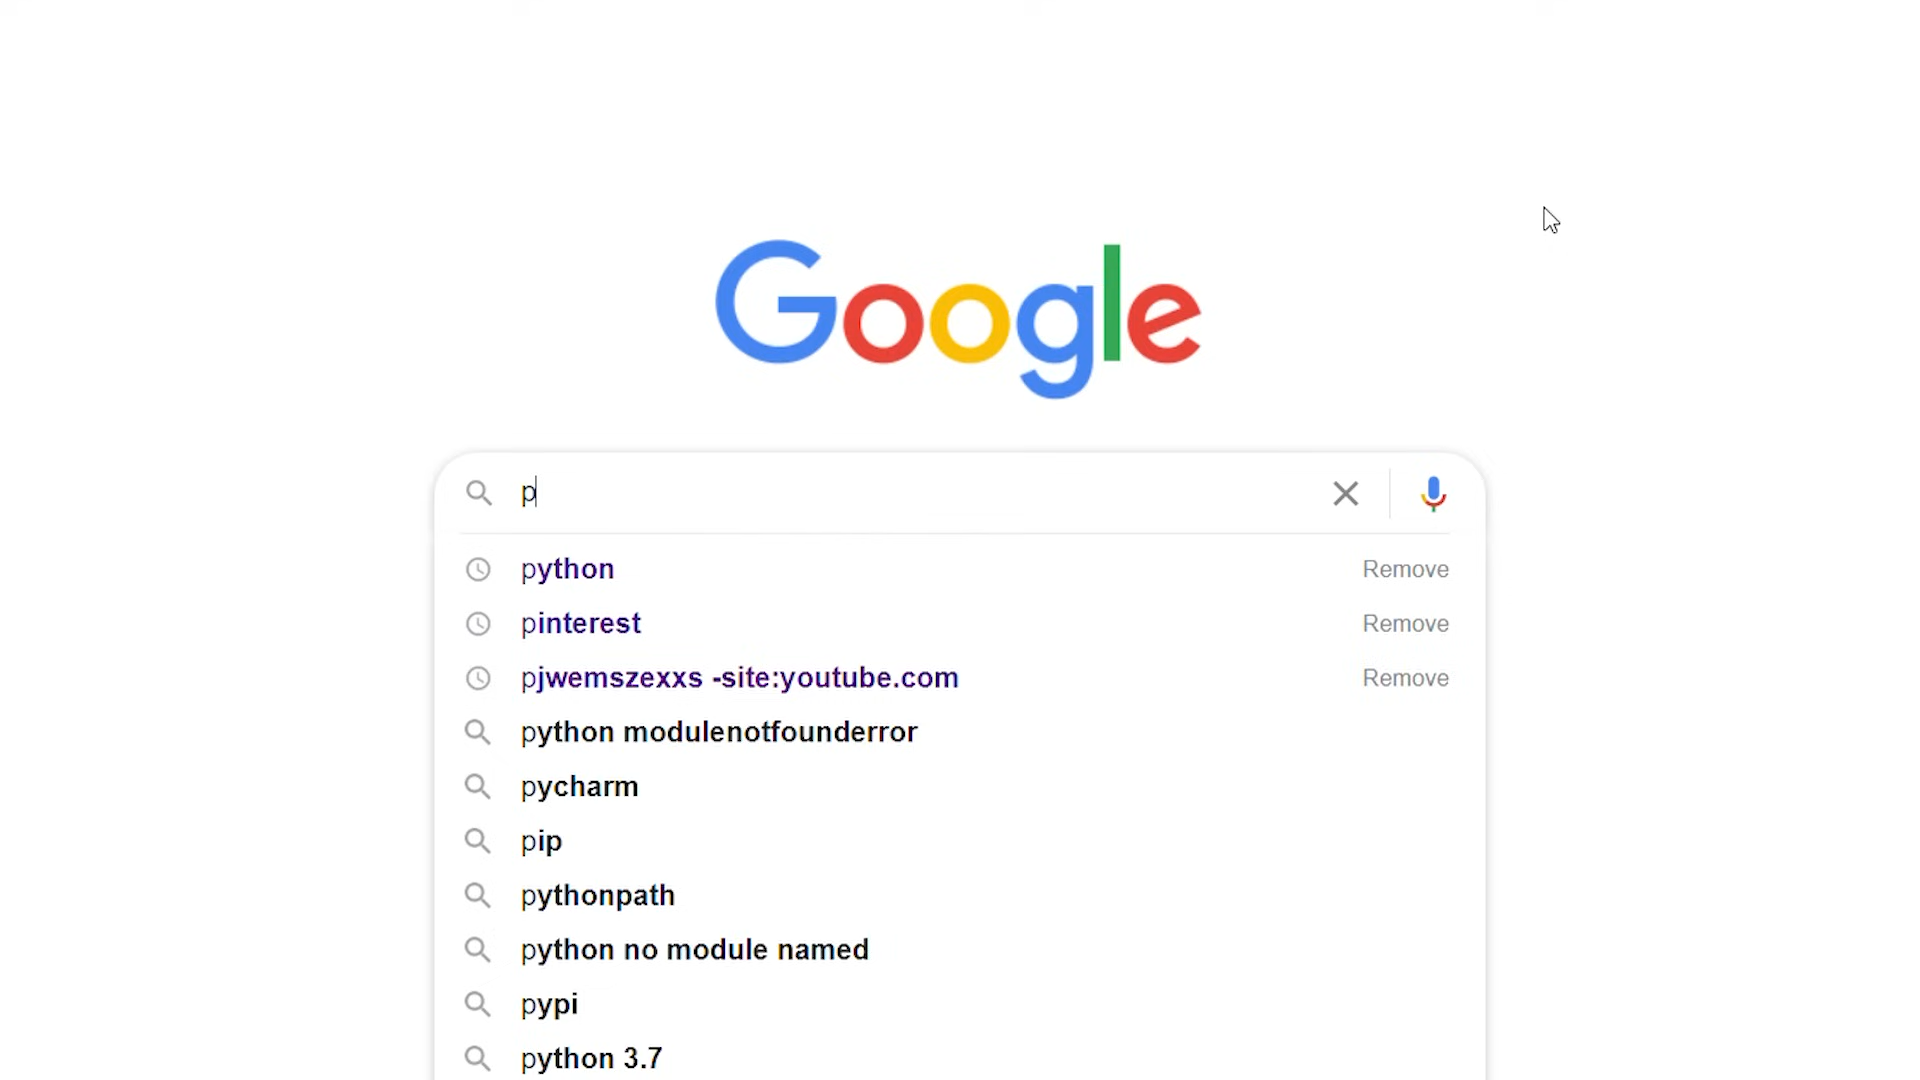 Google
p
python Remove
pinterest Remove
pjwemszexxs -site:youtube.com Remove
python modulenotfounderror
pycharm
pip
pythonpath
python no module named
pypi
python 3.7